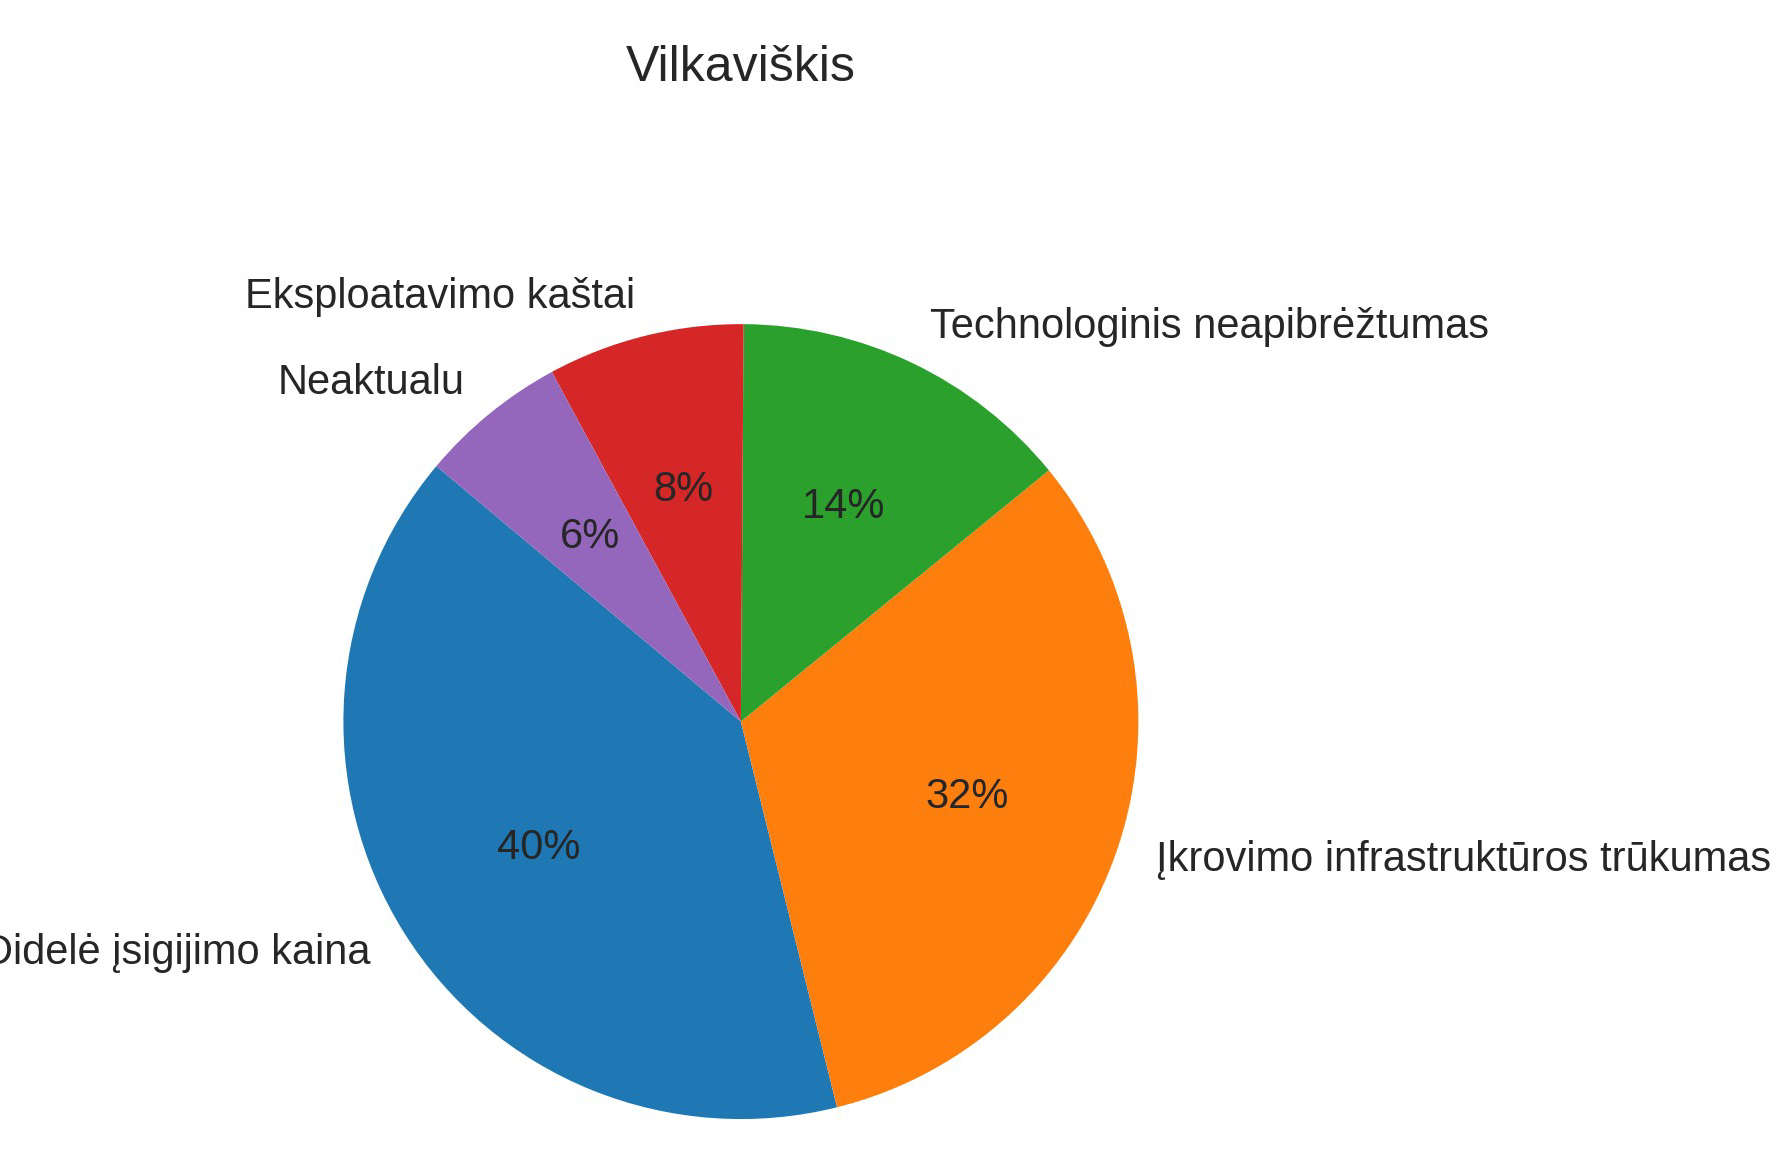 Vilkaviškis
Eksploatavimo kaštai
Technologinis neapibrėžtumas
Neaktualu
8%
14%
6%
32%
40%
Įkrovimo infrastruktūros trūkumas
Didelė įsigijimo kaina